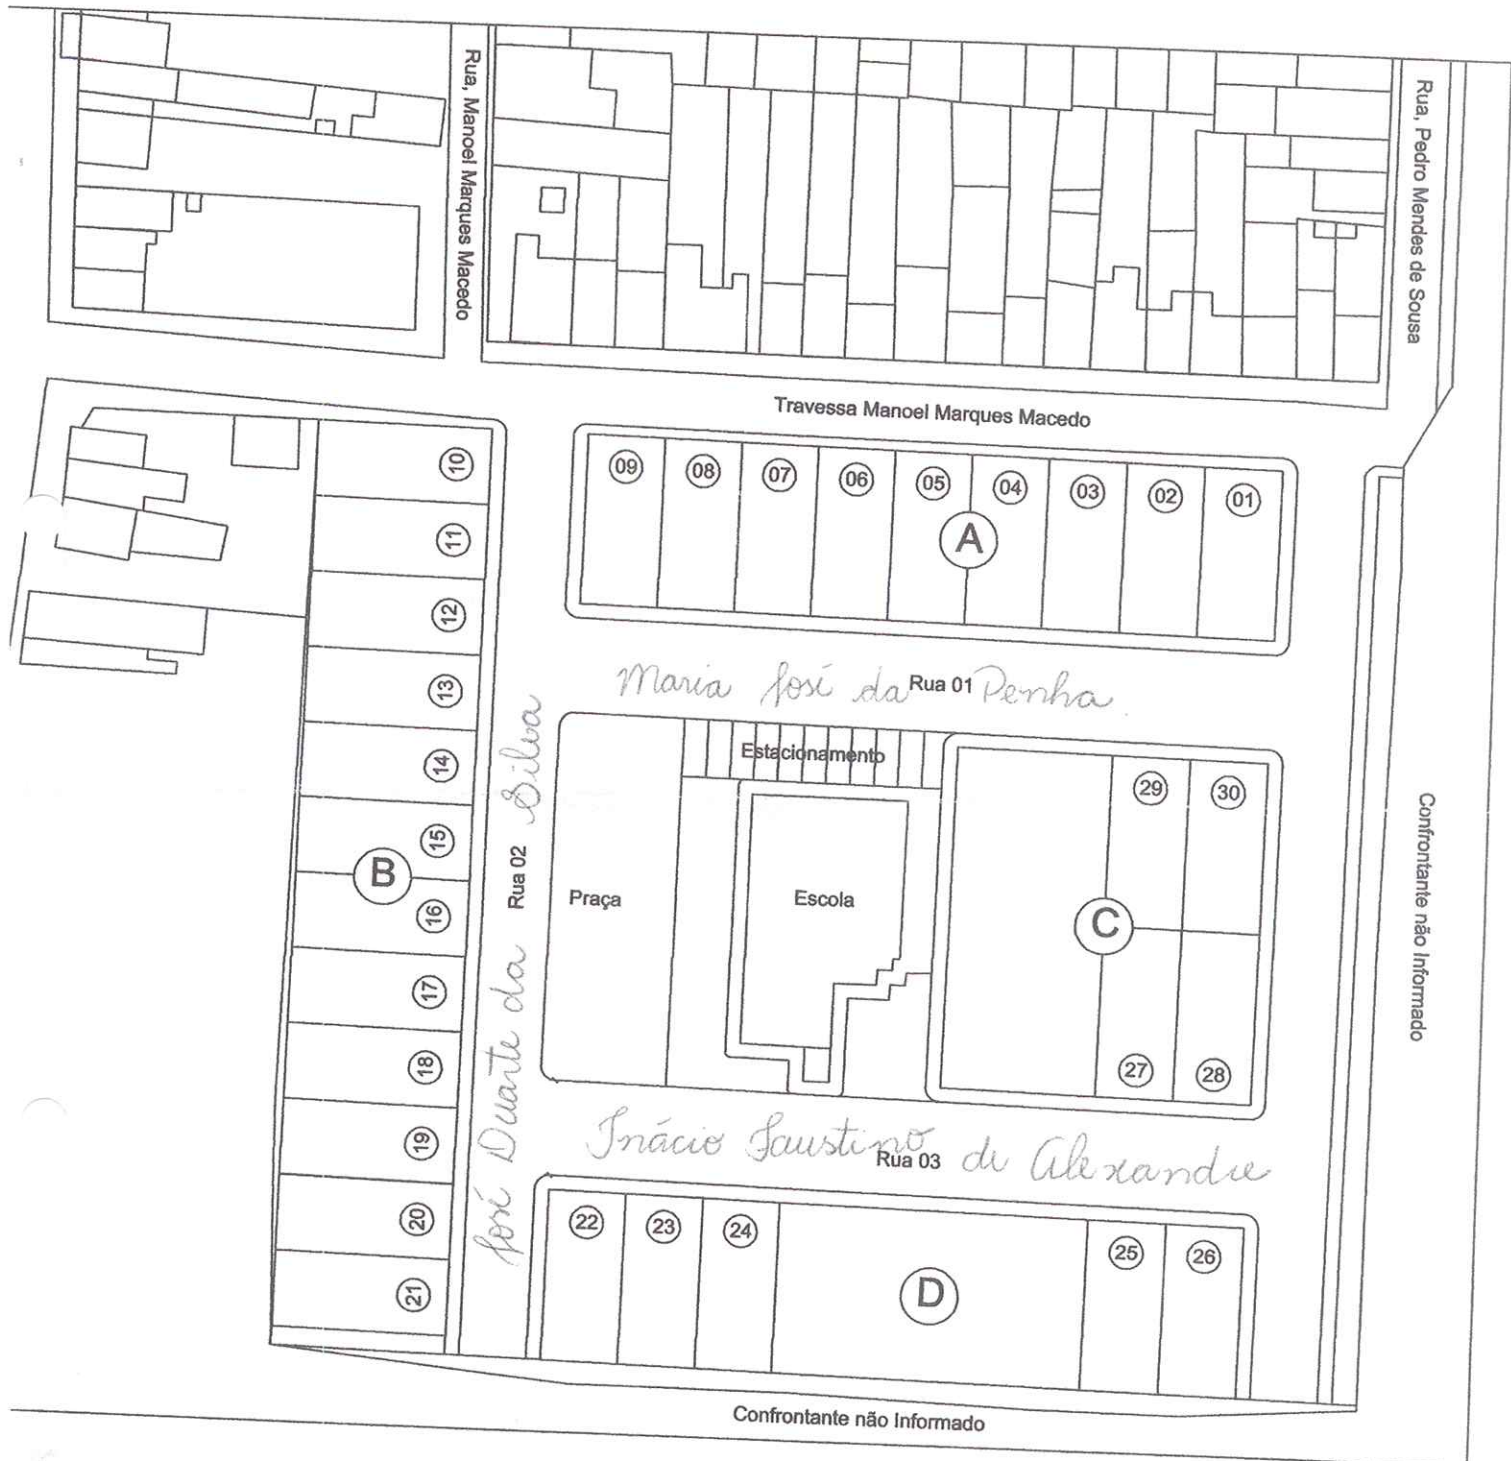 Rua, Manoel Marques Macedo
Rua, Pedro Mendes de Sousa
Travessa Manoel Marques Macedo
10
11
12
13
14
15
B
16
17
18
19
20
21
09
08
07
06
05
04
03
02
01
A
Maria José da Penha
Rua 01
José Duarte da Silva
Rua 02
Estacionamento
Praça
Escola
29
30
C
27
28
Confrontante não Informado
Inácio Faustino de Alexandre
Rua 03
22
23
24
D
25
26
Confrontante não Informado